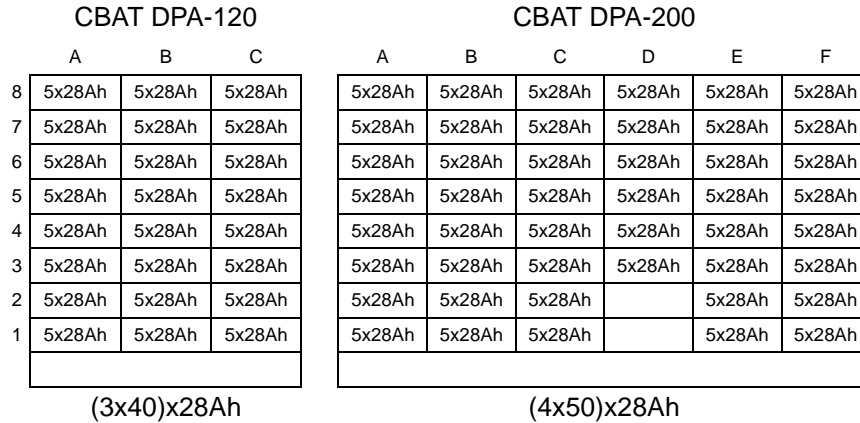 CBAT DPA-120 CBAT DPA-200
A B C A B C D E F
8 5x28Ah 5x28Ah 5x28Ah 5x28Ah 5x28Ah 5x28Ah 5x28Ah 5x28Ah 5x28Ah
7 5x28Ah 5x28Ah 5x28Ah 5x28Ah 5x28Ah 5x28Ah 5x28Ah 5x28Ah 5x28Ah
6 5x28Ah 5x28Ah 5x28Ah 5x28Ah 5x28Ah 5x28Ah 5x28Ah 5x28Ah 5x28Ah
5 5x28Ah 5x28Ah 5x28Ah 5x28Ah 5x28Ah 5x28Ah 5x28Ah 5x28Ah 5x28Ah
4 5x28Ah 5x28Ah 5x28Ah 5x28Ah 5x28Ah 5x28Ah 5x28Ah 5x28Ah 5x28Ah
3 5x28Ah 5x28Ah 5x28Ah 5x28Ah 5x28Ah 5x28Ah 5x28Ah 5x28Ah 5x28Ah
2 5x28Ah 5x28Ah 5x28Ah 5x28Ah 5x28Ah 5x28Ah 5x28Ah 5x28Ah
1 5x28Ah 5x28Ah 5x28Ah 5x28Ah 5x28Ah 5x28Ah 5x28Ah 5x28Ah
(3x40)x28Ah (4x50)x28Ah